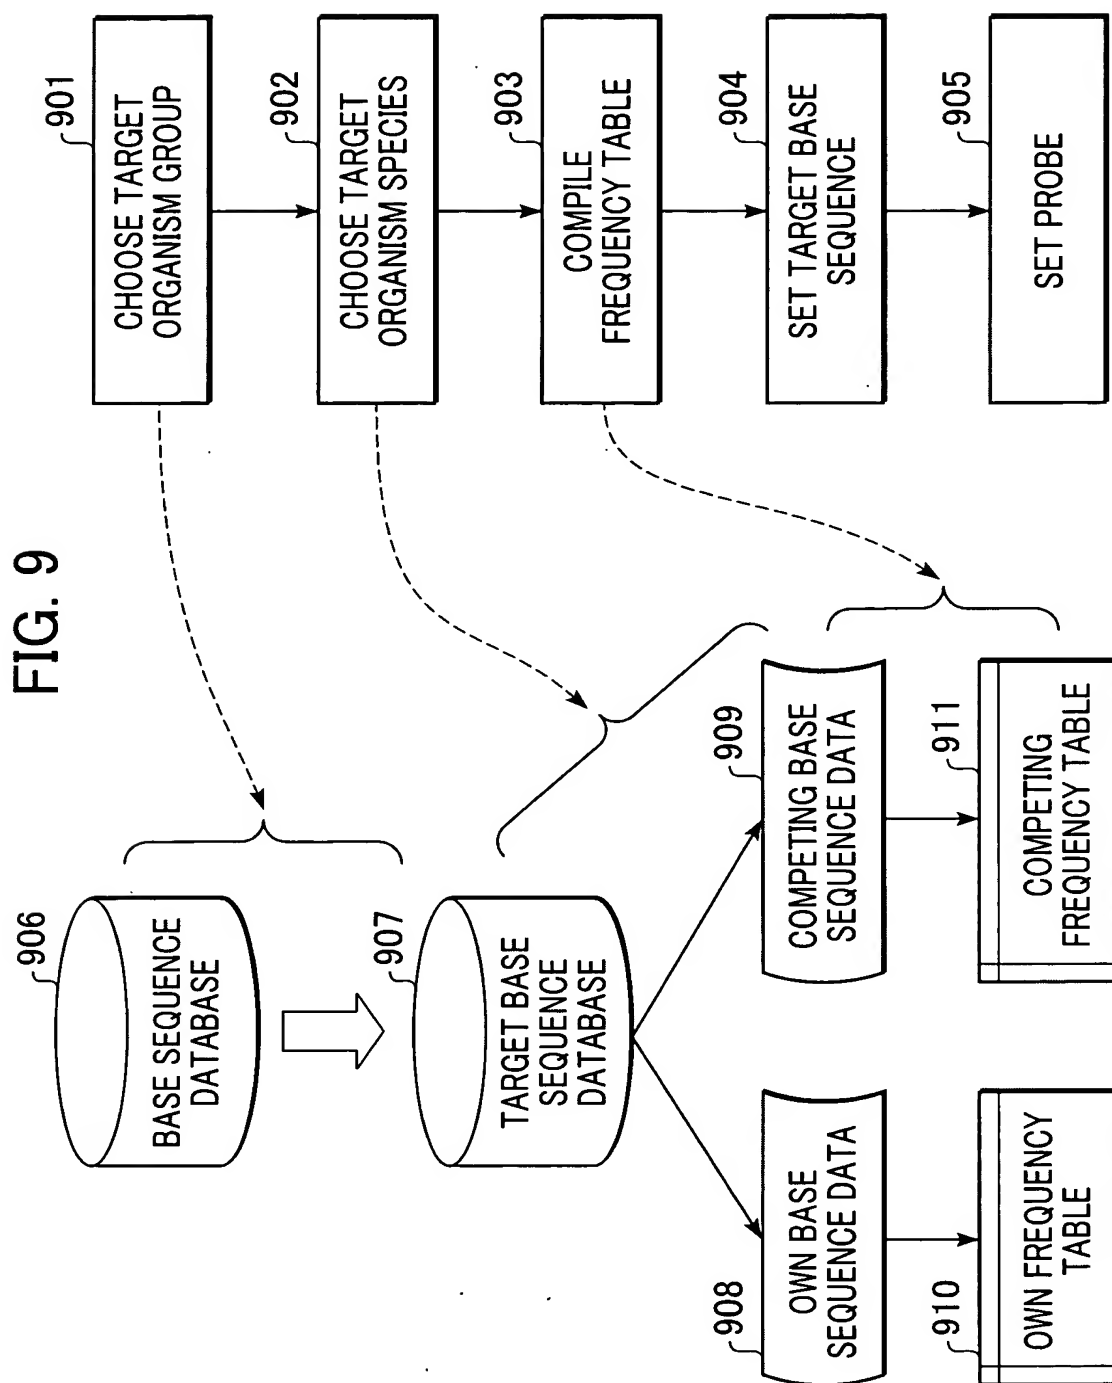 FIG. 9
901
CHOOSE TARGET
ORGANISM GROUP
902
CHOOSE TARGET
ORGANISM SPECIES
903
COMPILE
FREQUENCY TABLE
904
SET TARGET BASE
SEQUENCE
905
SET PROBE
906
BASE SEQUENCE
DATABASE
907
TARGET BASE
SEQUENCE
DATABASE
908
OWN BASE
SEQUENCE DATA
909
COMPETING BASE
SEQUENCE DATA
910
OWN FREQUENCY
TABLE
911
COMPETING
FREQUENCY TABLE